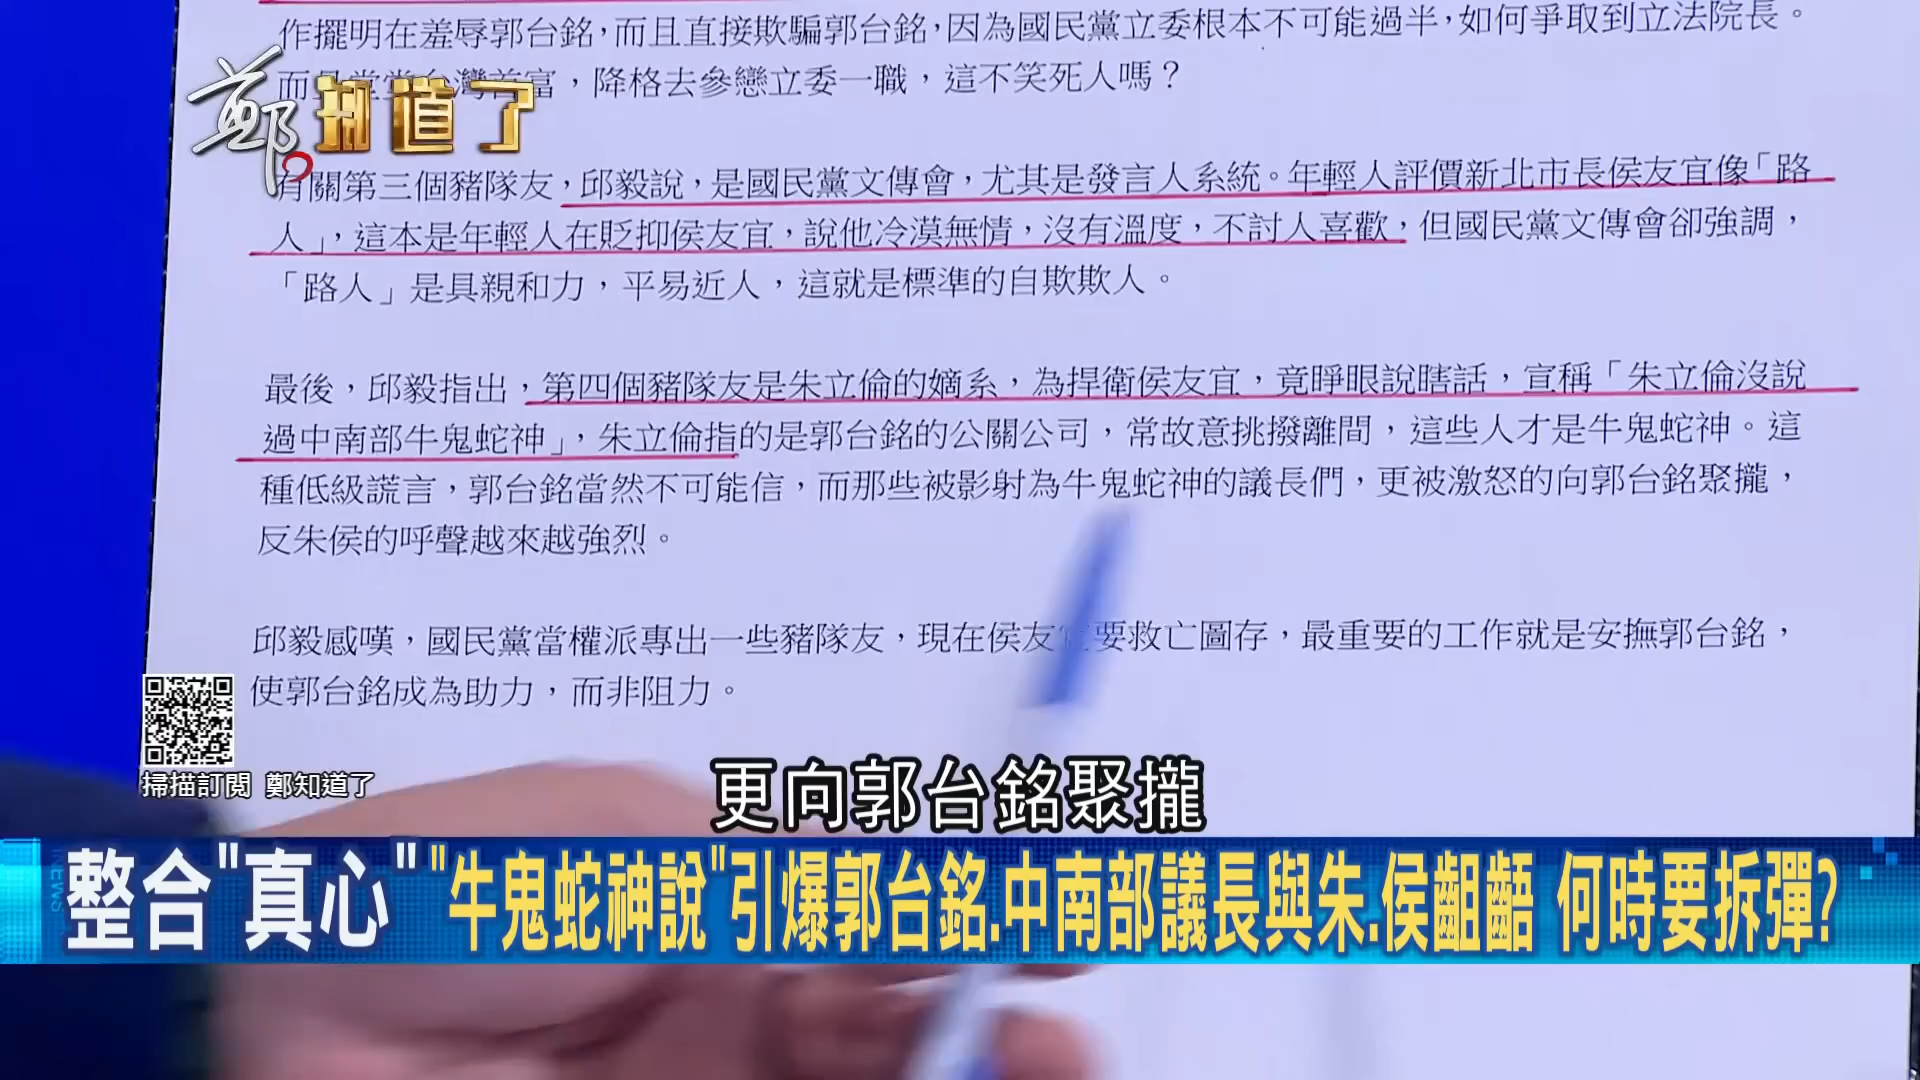 作擺明在羞辱郭台銘，而且直接欺騙郭台銘，因為國民黨立委根本不可能過半，如何爭取到立法院長。
而且堂堂台灣首富，降格去參戀立委一職，這不笑死人嗎？
鄭知道了
有關第三個豬隊友，邱毅說，是國民黨文傳會，尤其是發言人系統。年輕人評價新北市長侯友宜像「路
人」，這本是年輕人在貶抑侯友宜，說他冷漠無情，沒有溫度，不討人喜歡，但國民黨文傳會卻強調，
「路人」是具親和力，平易近人，這就是標準的自欺欺人。
最後，邱毅指出，第四個豬隊友是朱立倫的嫡系，為捍衛侯友宜，竟睜眼說瞎話，宣稱「朱立倫沒說
過中南部牛鬼蛇神」，朱立倫指的是郭台銘的公關公司，常故意挑撥離間，這些人才是牛鬼蛇神。這
種低級謊言，郭台銘當然不可能信，而那些被影射為牛鬼蛇神的議長們，更被激怒的向郭台銘聚攏，
反朱侯的呼聲越來越強烈。
邱毅感嘆，國民黨當權派專出一些豬隊友，現在侯友宜要救亡圖存，最重要的工作就是安撫郭台銘，
使郭台銘成為助力，而非阻力。
掃描訂閱 鄭知道了
更向郭台銘聚攏
整合"真心" "牛鬼蛇神說"引爆郭台銘.中南部議長與朱.侯齟齬 何時要拆彈?